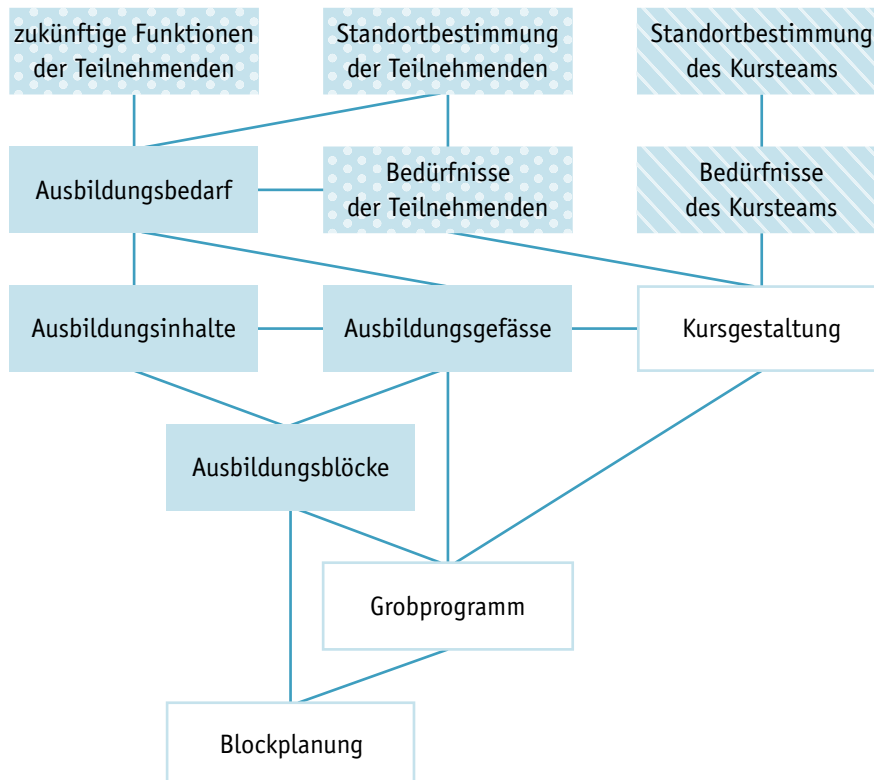 zukünftige Funktionen
der Teilnehmenden
Standortbestimmung
der Teilnehmenden
Standortbestimmung
des Kursteams
Ausbildungsbedarf
Bedürfnisse
der Teilnehmenden
Bedürfnisse
des Kursteams
Ausbildungsinhalte
Ausbildungsgefässe
Kursgestaltung
Ausbildungsblöcke
Grobprogramm
Blockplanung